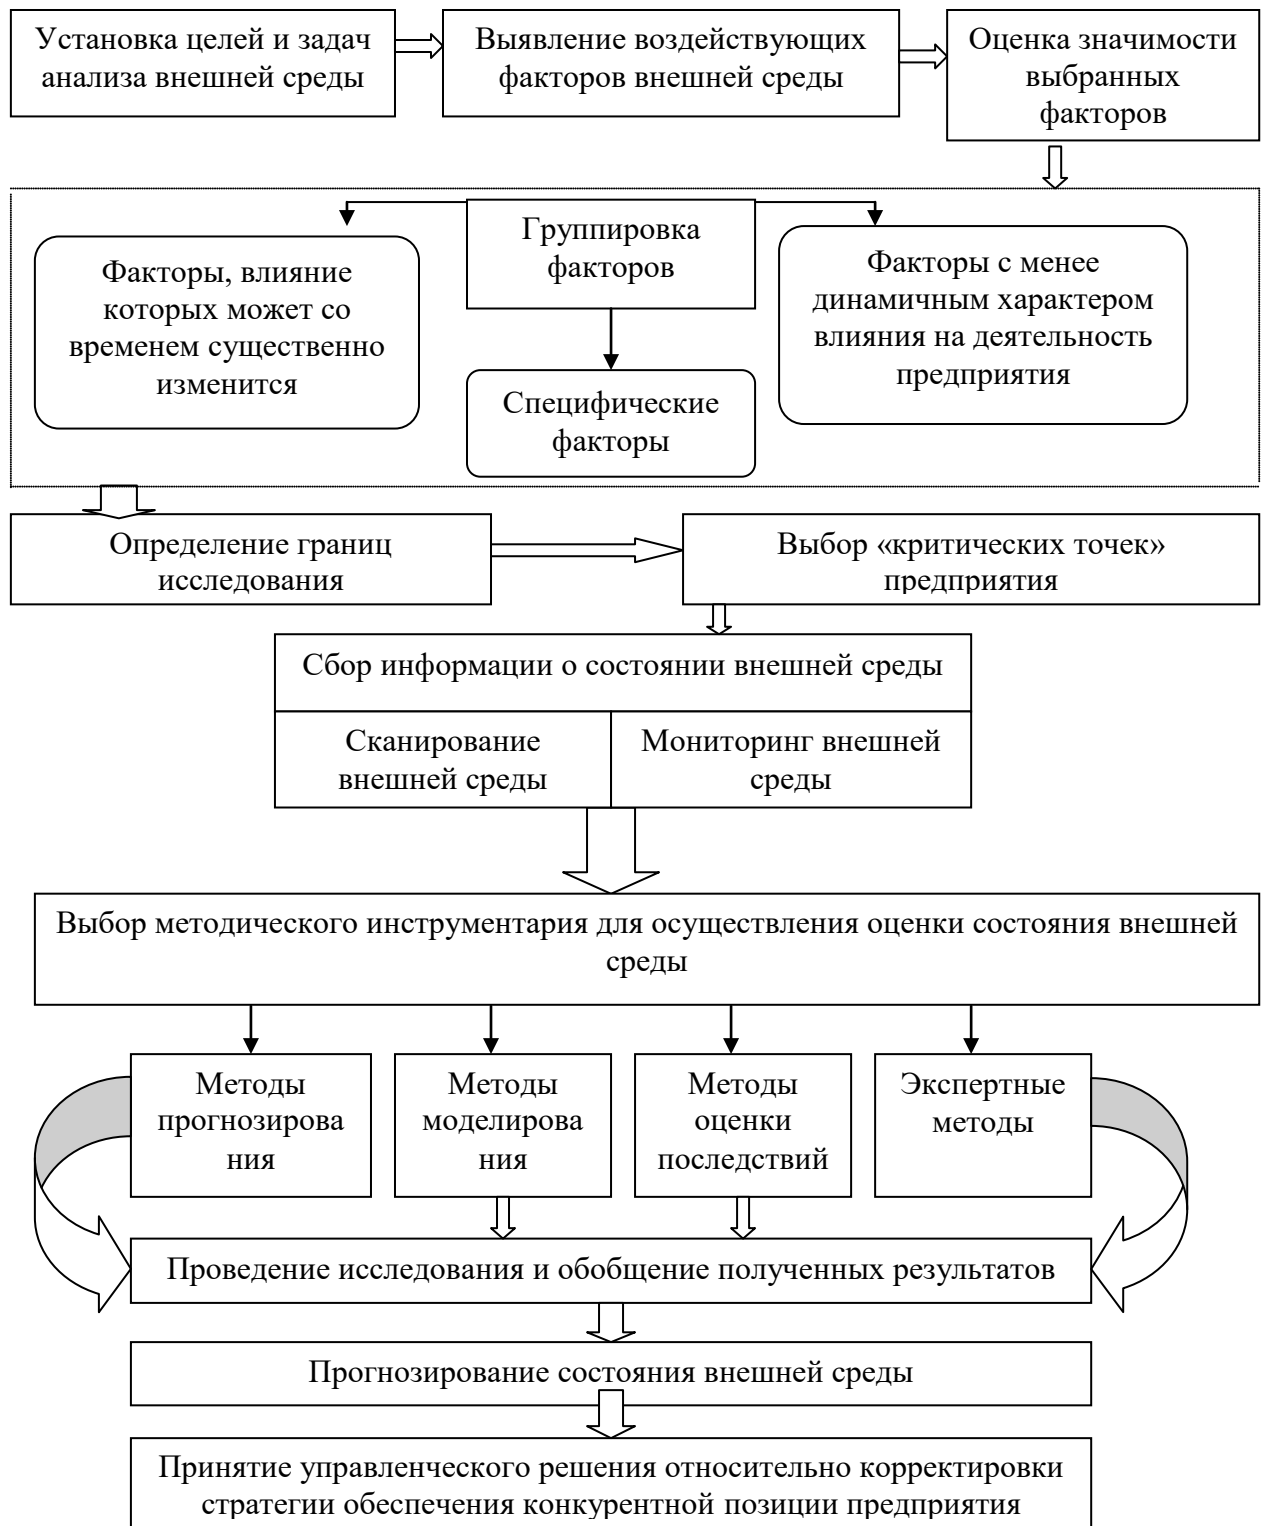 Установка целей и задач
анализа внешней среды
Выявление воздействующих
факторов внешней среды
Оценка значимости
выбранных
факторов
Группировка
факторов
Факторы, влияние
которых может со
временем существенно
изменится
Специфические
факторы
Факторы с менее
динамичным характером
влияния на деятельность
предприятия
Определение границ
исследования
Выбор «критических точек»
предприятия
Сбор информации о состоянии внешней среды
Сканирование
внешней среды
Мониторинг внешней
среды
Выбор методического инструментария для осуществления оценки состояния внешней
среды
Методы
прогнозирова
ния
Методы
моделирова
ния
Методы
оценки
последствий
Экспертные
методы
Проведение исследования и обобщение полученных результатов
Прогнозирование состояния внешней среды
Принятие управленческого решения относительно корректировки
стратегии обеспечения конкурентной позиции предприятия